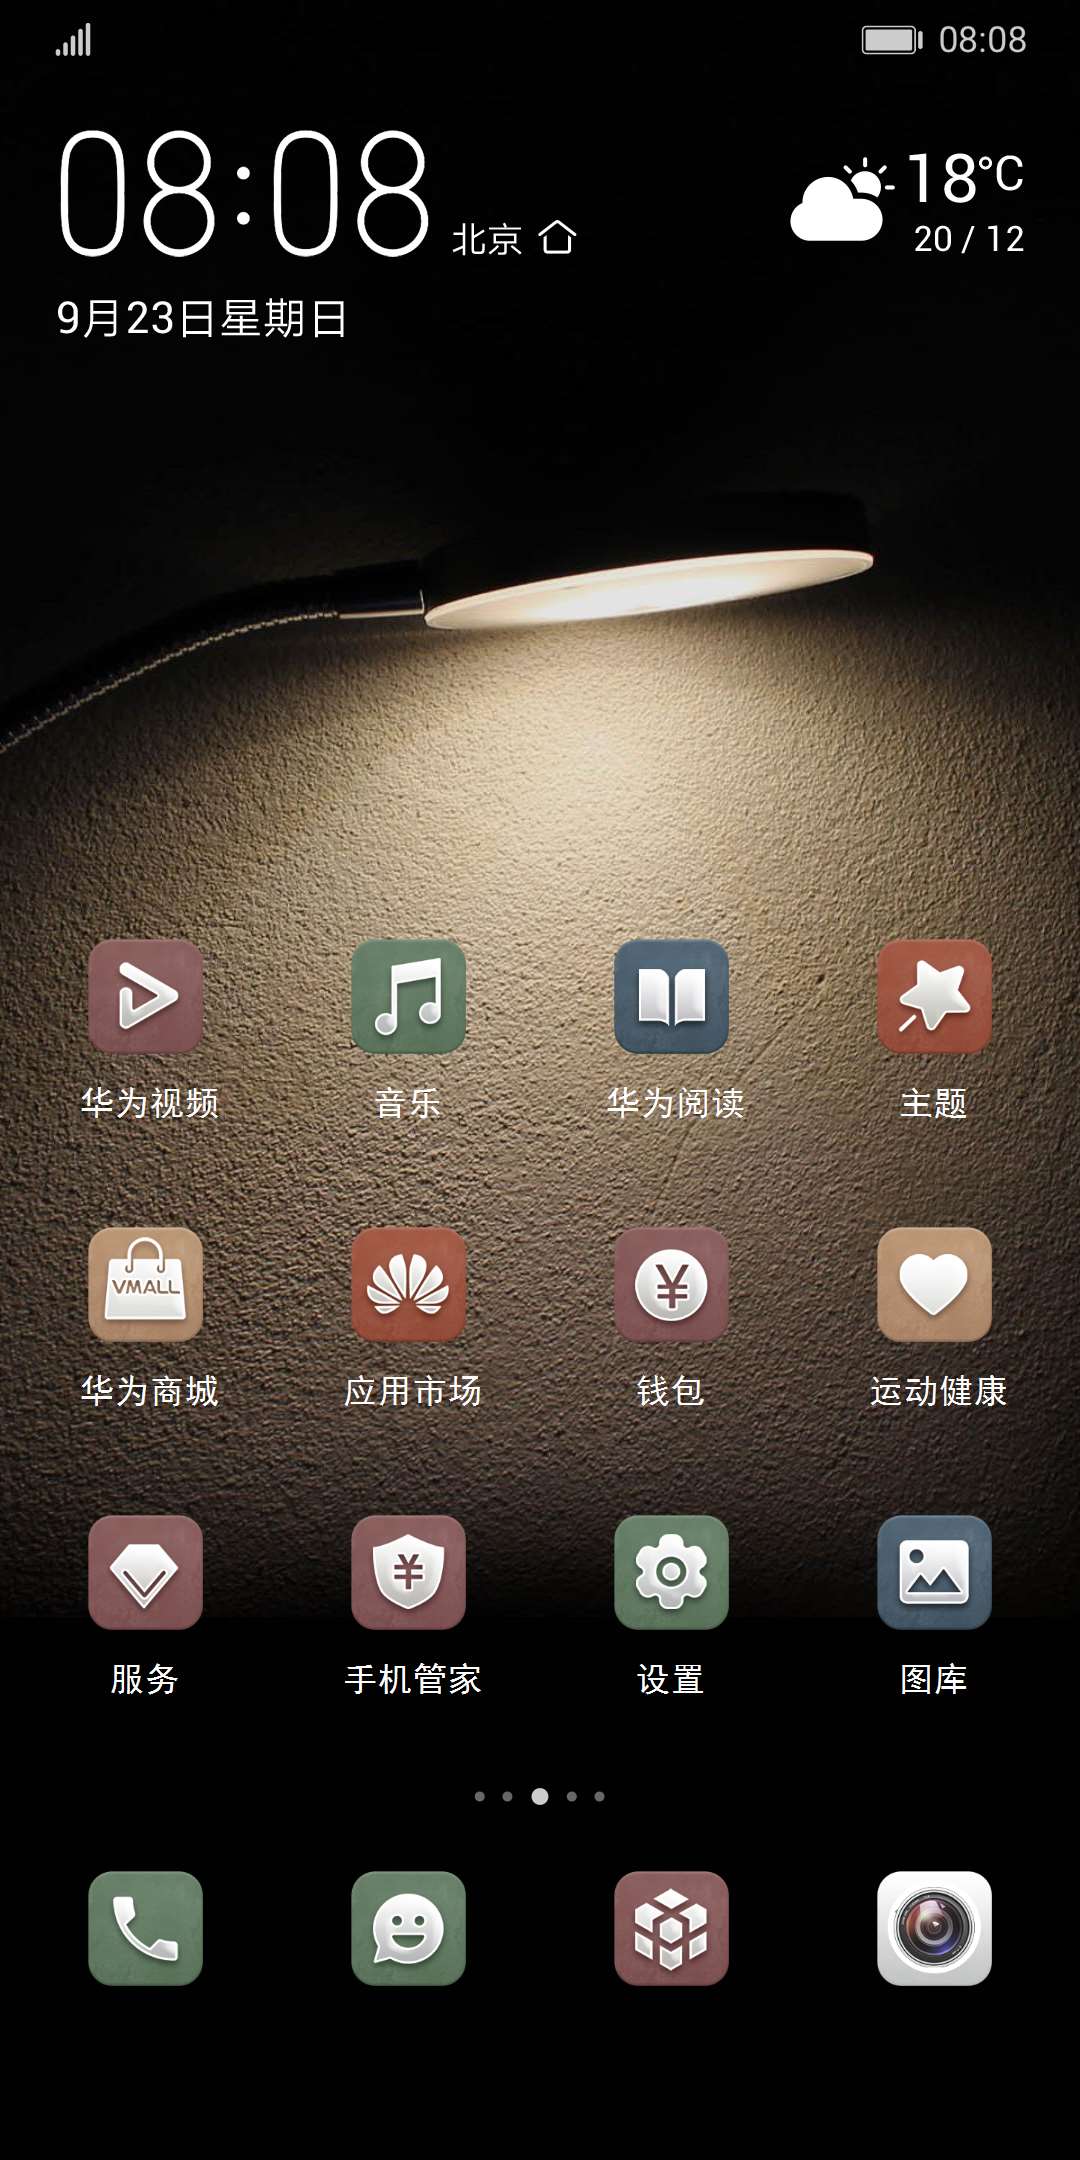 08:08
08:08 北京
18°C
20 / 12
9月23日星期日
华为视频 音乐 华为阅读 主题
VMALL
华为商城 应用市场 钱包 运动健康
服务 手机管家 设置 图库